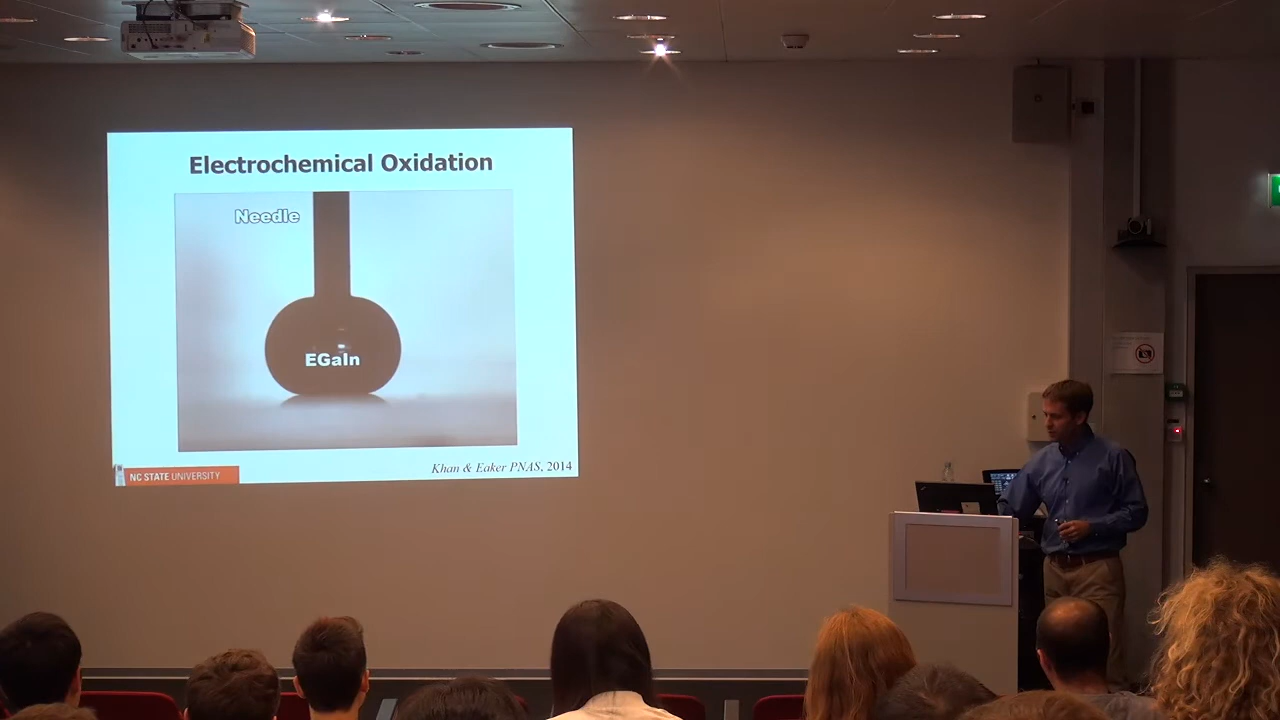 Electrochemical Oxidation
Needle
EGaIn
NC STATE UNIVERSITY
Khan & Eaker PNAS, 2014